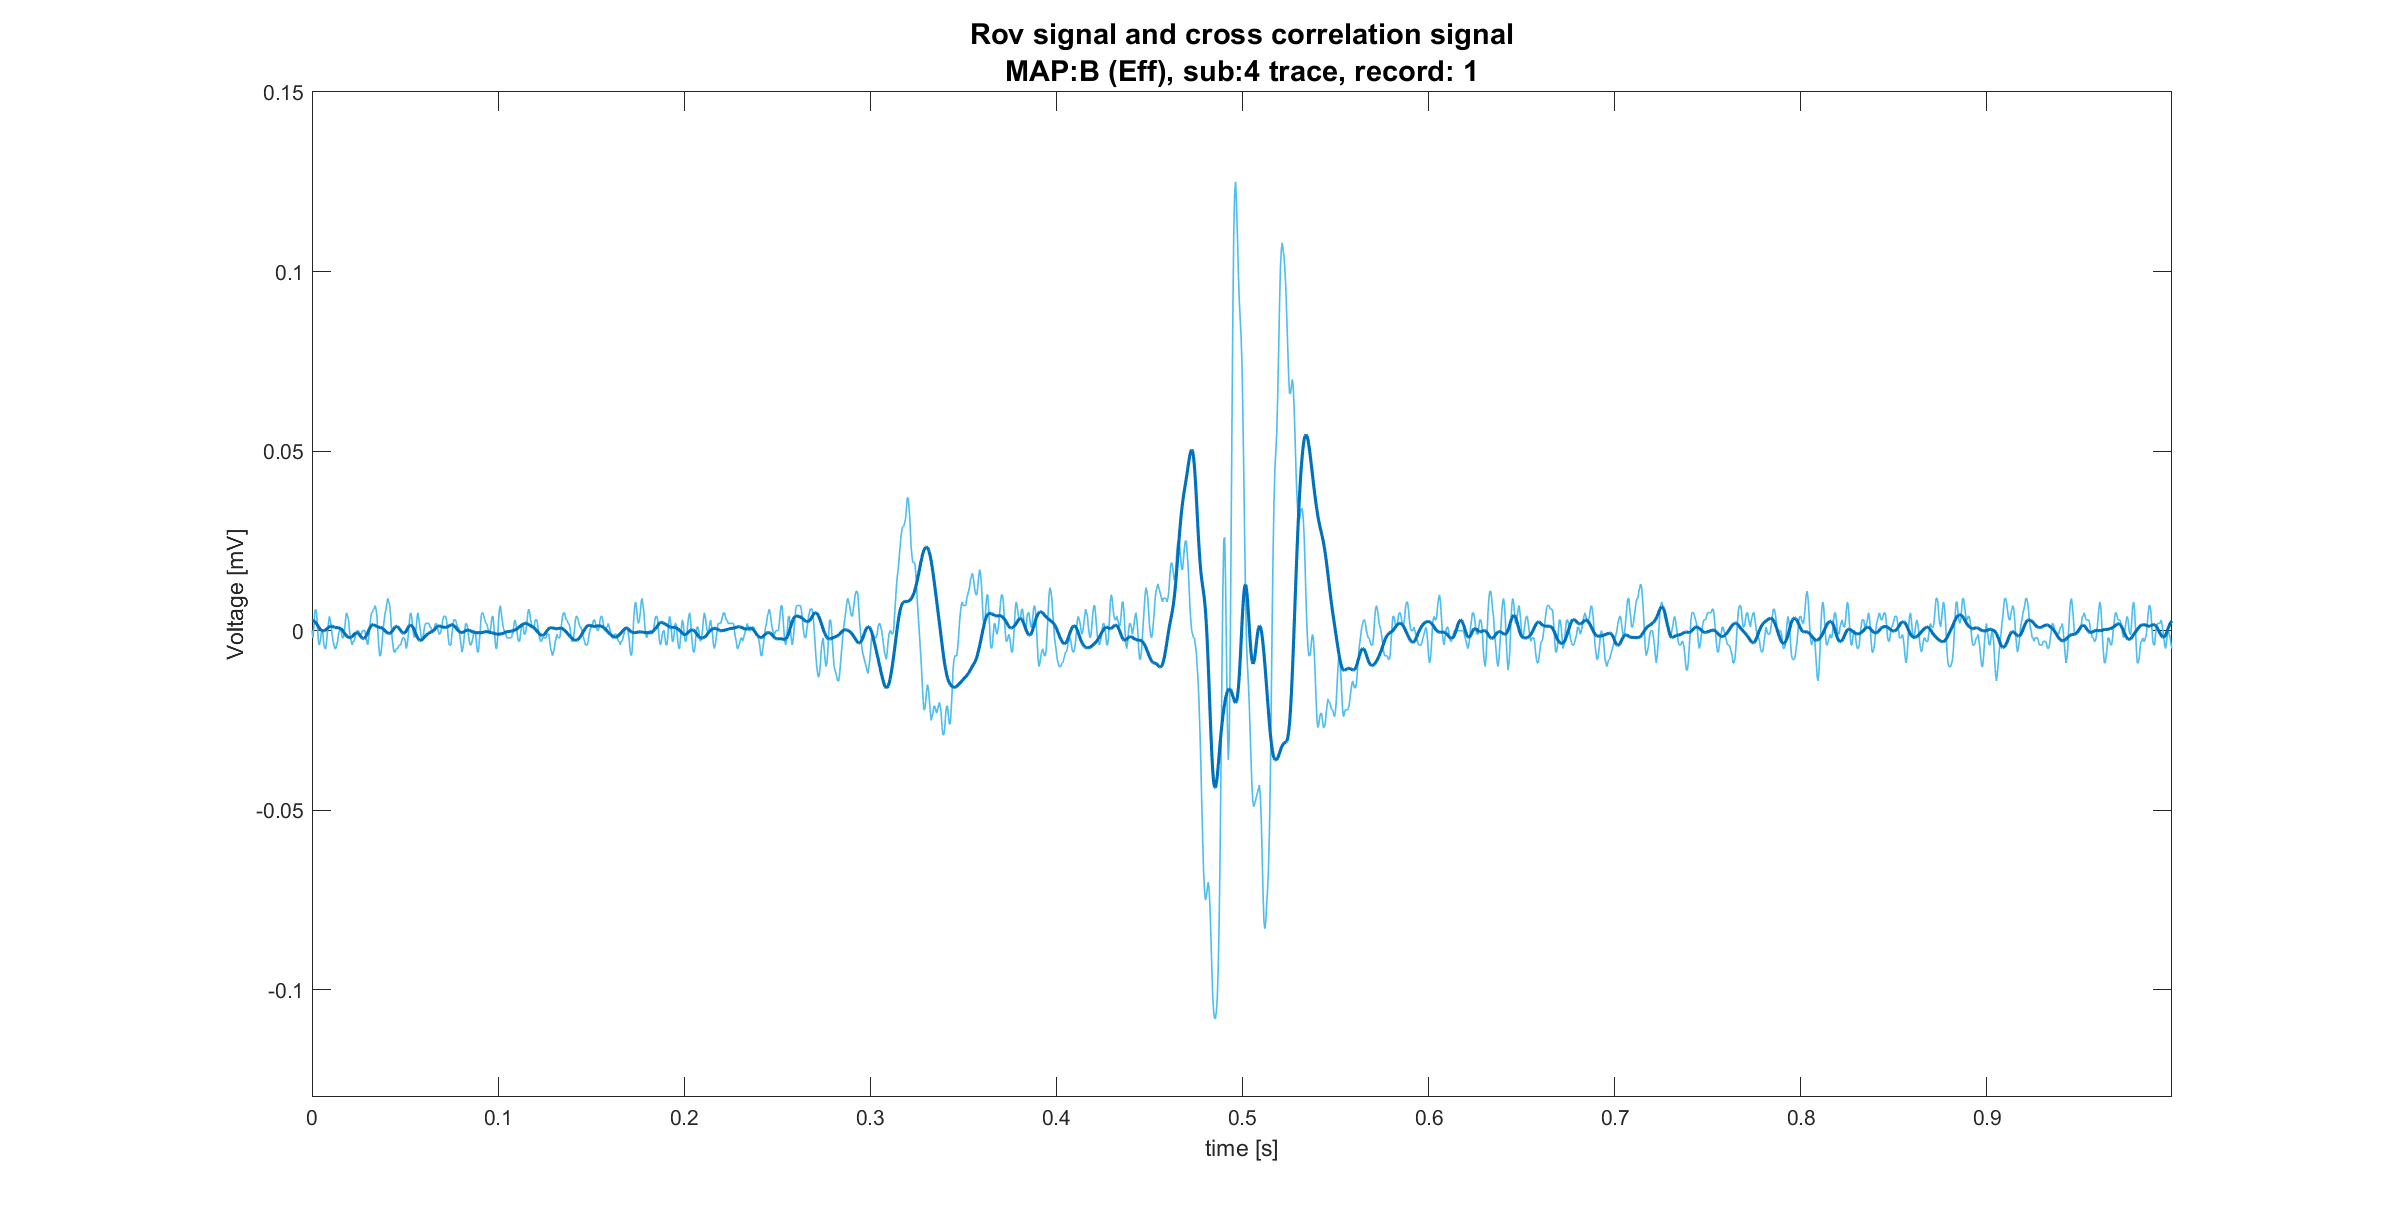 Rov signal and cross correlation signal
MAP:B (Eff), sub:4 trace, record: 1
0.15
0.1
0.05
0
-0.05
-0.1
Voltage [mV]
0 0.1 0.2 0.3 0.4 0.5 0.6 0.7 0.8 0.9
time [s]